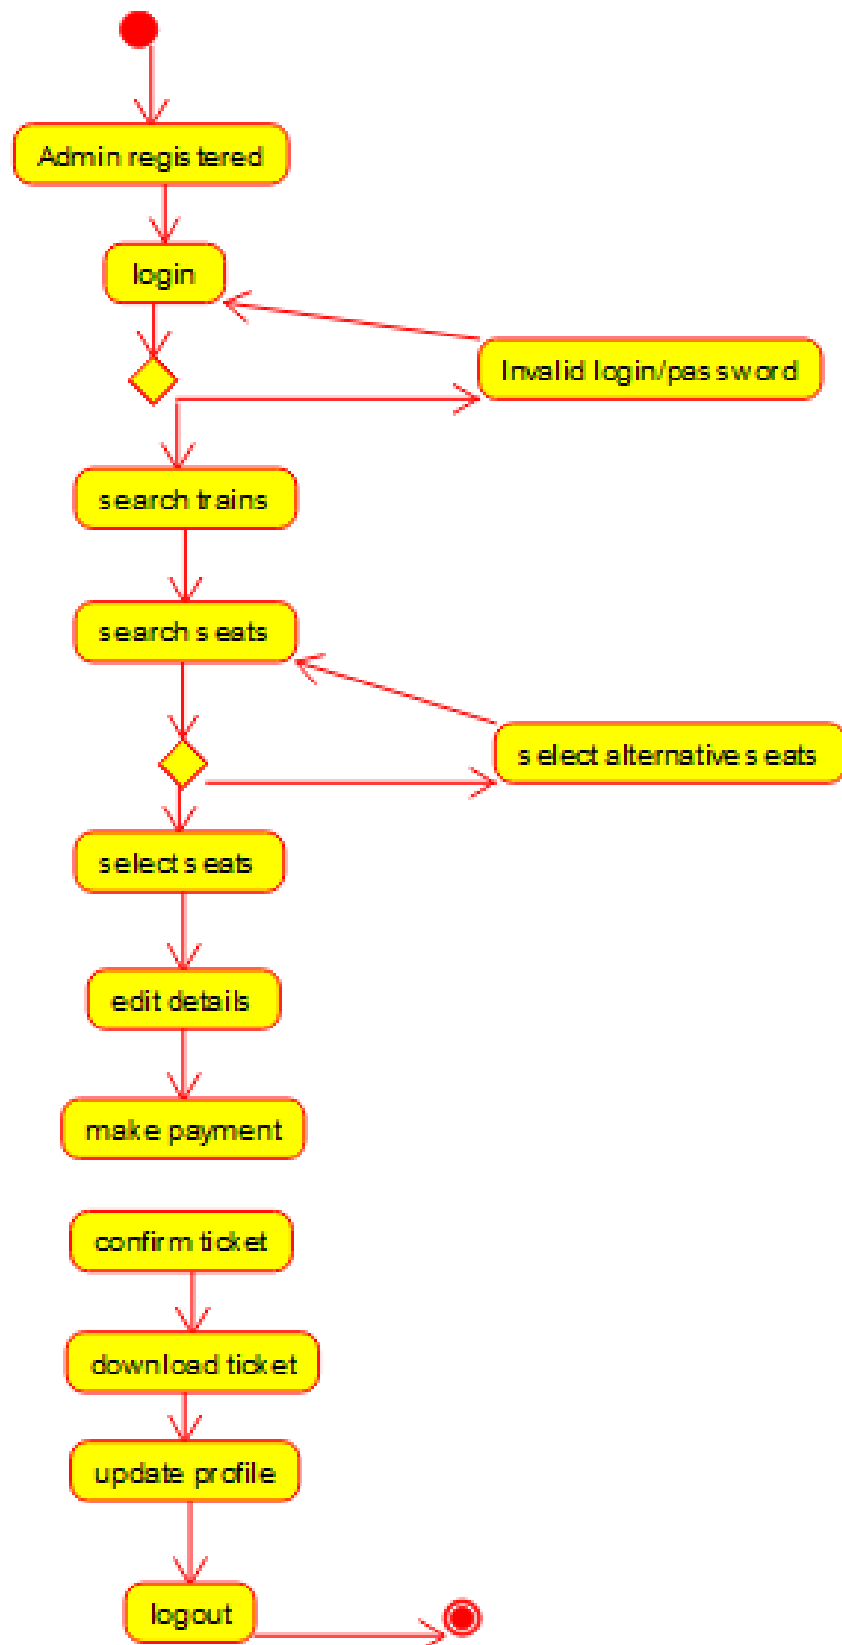 Admin registered
login
Invalid login/password
search trains
search seats
select alternative seats
select seats
edit details
make payment
confirm ticket
download ticket
update profile
logout